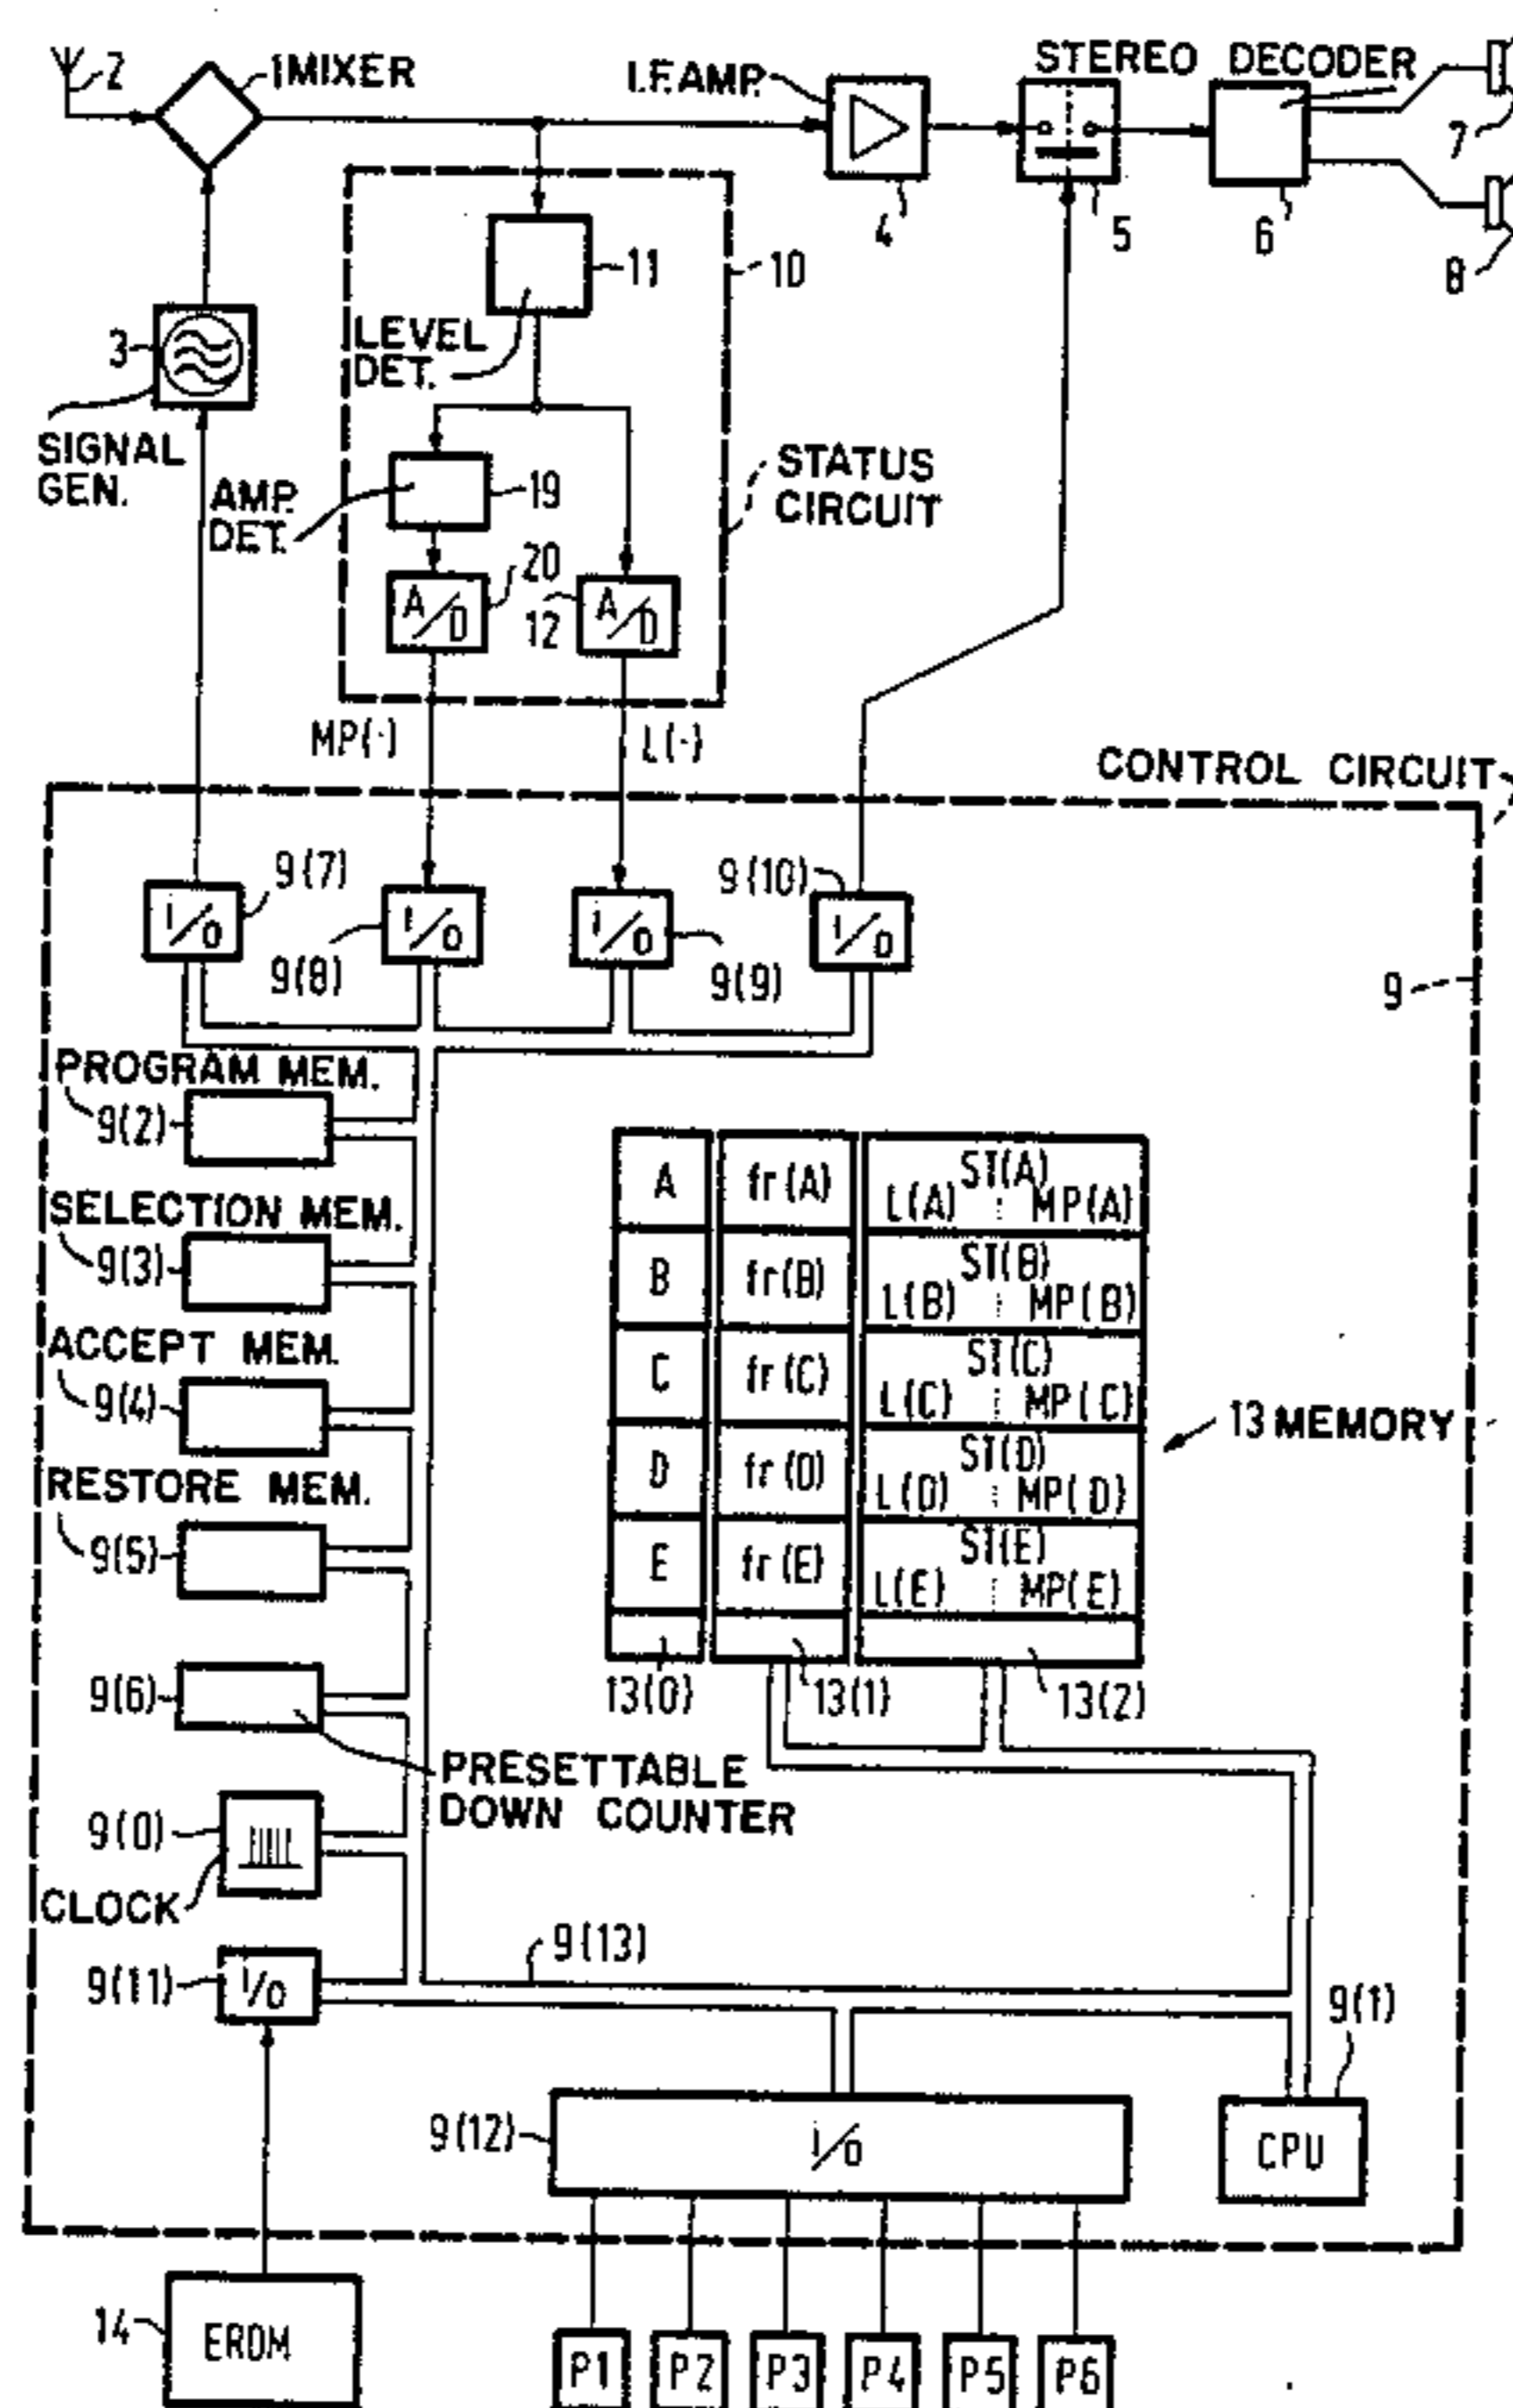 2
1 MIXER
I.F. AMP.
STEREO DECODER
7
4
5
6
8
11
10
3
LEVEL
DET.
SIGNAL
GEN.
AMP.
DET.
19
STATUS
CIRCUIT
20
A/D
12
A/D
MP(·)
L(·)
CONTROL CIRCUIT
9(7)
9(10)
i/o
i/o
i/o
i/o
9(8)
9(9)
9
PROGRAM MEM.
9(2)
A
fr(A)
ST(A)
L(A)
MP(A)
SELECTION MEM.
9(3)
B
fr(B)
ST(B)
L(B)
MP(B)
ACCEPT MEM.
9(4)
C
fr(C)
ST(C)
L(C)
MP(C)
13 MEMORY
RESTORE MEM.
9(5)
D
fr(D)
ST(D)
L(D)
MP(D)
E
fr(E)
ST(E)
L(E)
MP(E)
9(6)
13(0)
13(1)
13(2)
PRESETTABLE
DOWN COUNTER
9(0)
CLOCK
9(13)
9(11)
i/o
9(1)
9(12)
i/o
CPU
14
EROM
P1
P2
P3
P4
P5
P6